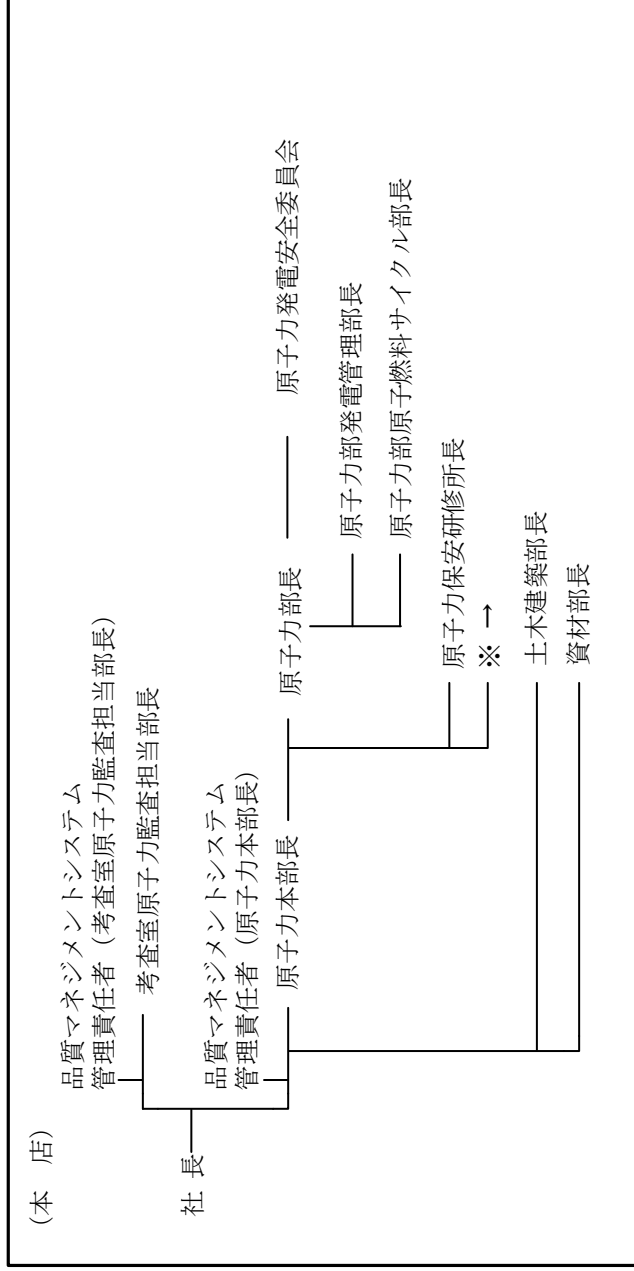 (本　店)
品質マネジメントシステム
管理責任者（考査室原子力監査担当部長）
考査室原子力監査担当部長
社 長
品質マネジメントシステム
管理責任者（原子力本部長）
原子力本部長
原子力部長
原子力発電安全委員会
原子力部発電管理部長
原子力部原子燃料サイクル部長
原子力保安研修所長
※ →
土木建築部長
資材部長